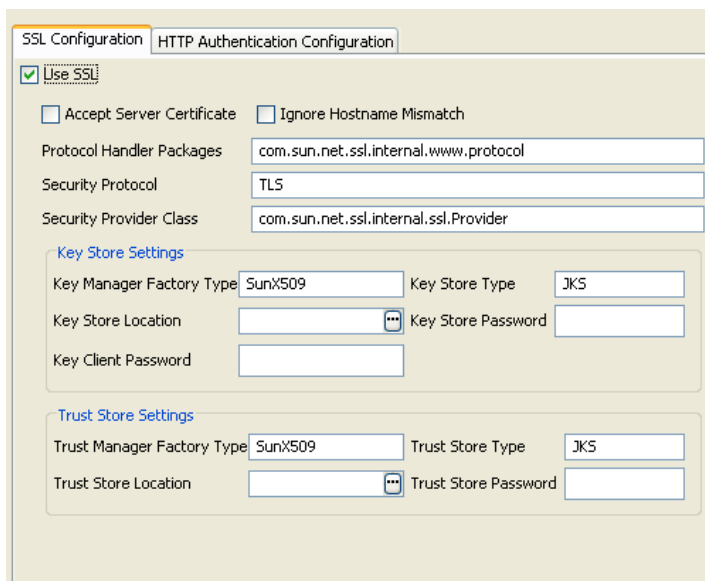 SSL Configuration HTTP Authentication Configuration
Use SSL
Accept Server Certificate Ignore Hostname Mismatch
Protocol Handler Packages com.sun.net.ssl.internal.www.protocol
Security Protocol TLS
Security Provider Class com.sun.net.ssl.internal.ssl.Provider
Key Store Settings
Key Manager Factory Type SunX509 Key Store Type JKS
Key Store Location ... Key Store Password
Key Client Password
Trust Store Settings
Trust Manager Factory Type SunX509 Trust Store Type JKS
Trust Store Location ... Trust Store Password